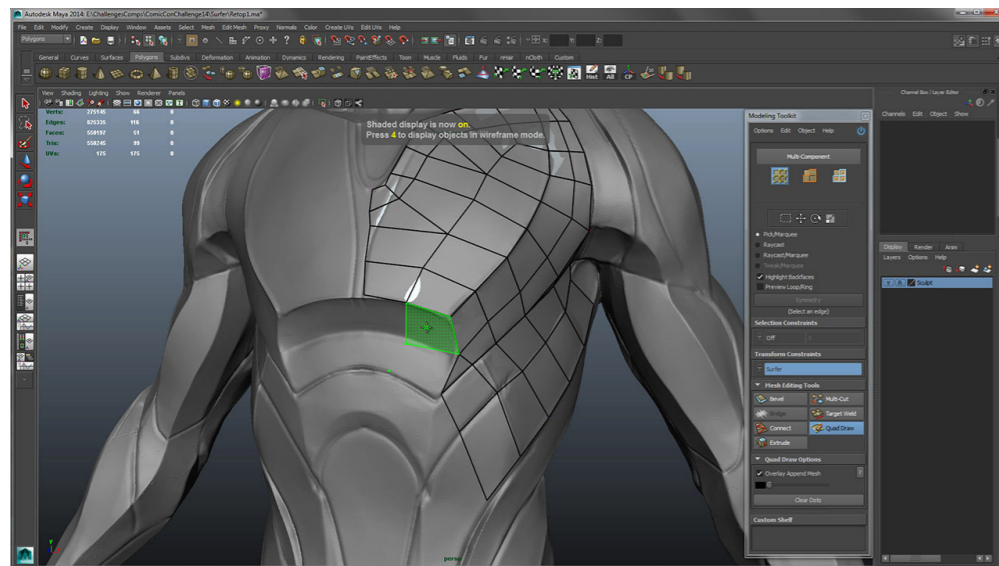 Autodesk Maya 2014: E:\ChallengesComps\ComicConChallenge14\Surfer\Retop1.ma*
File Edit Modify Create Display Window Assets Select Mesh Edit Mesh Proxy Normals Color Create UVs Edit UVs Help
Polygons X: Y: Z:
General Curves Surfaces Polygons Subdivs Deformation Animation Dynamics Rendering PaintEffects Toon Muscle Fluids Fur nHair nCloth Custom
Hist All CP
View Shading Lighting Show Renderer Panels
Channel Box / Layer Editor
Verts: 275145 66 0
Edges: 825335 116 0
Faces: 550197 51 0
Tris: 550245 99 0
UVs: 175 175 0
Shaded display is now on.
Press 4 to display objects in wireframe mode.
persp
Modeling Toolkit
Options Edit Object Help
Multi-Component
Pick/Marquee
Raycast
Raycast/Marquee
Tweak/Marquee
Highlight Backfaces
Preview Loop/Ring
Symmetry
(Select an edge)
Selection Constraints
Off
Transform Constraints
Surfer
Mesh Editing Tools
Bevel Multi-Cut
Bridge Target Weld
Connect Quad Draw
Extrude
Quad Draw Options
Overlay Append Mesh ?
Clear Dots
Custom Shelf
Channels Edit Object Show
Display Render Anim
Layers Options Help
V R Sculpt